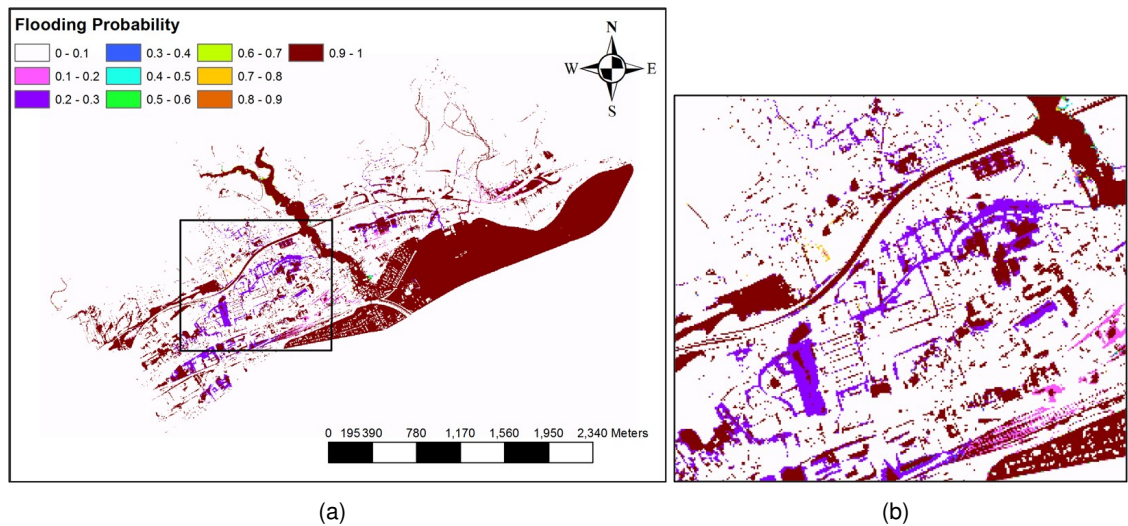 Flooding Probability
0 - 0.1 0.3 - 0.4 0.6 - 0.7 0.9 - 1
0.1 - 0.2 0.4 - 0.5 0.7 - 0.8
0.2 - 0.3 0.5 - 0.6 0.8 - 0.9
N
W E
S
0 195390 780 1,170 1,560 1,950 2,340 Meters
(a) (b)